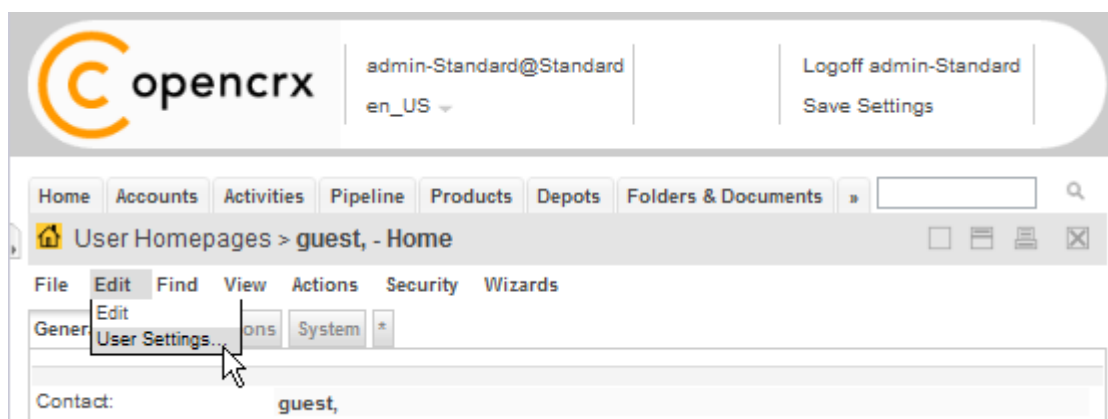 opencrx
admin-Standard@Standard
en_US
Logoff admin-Standard
Save Settings
Home Accounts Activities Pipeline Products Depots Folders & Documents »
User Homepages > guest, - Home
File Edit Find View Actions Security Wizards
Edit
User Settings...
Gener ons System *
Contact: guest,